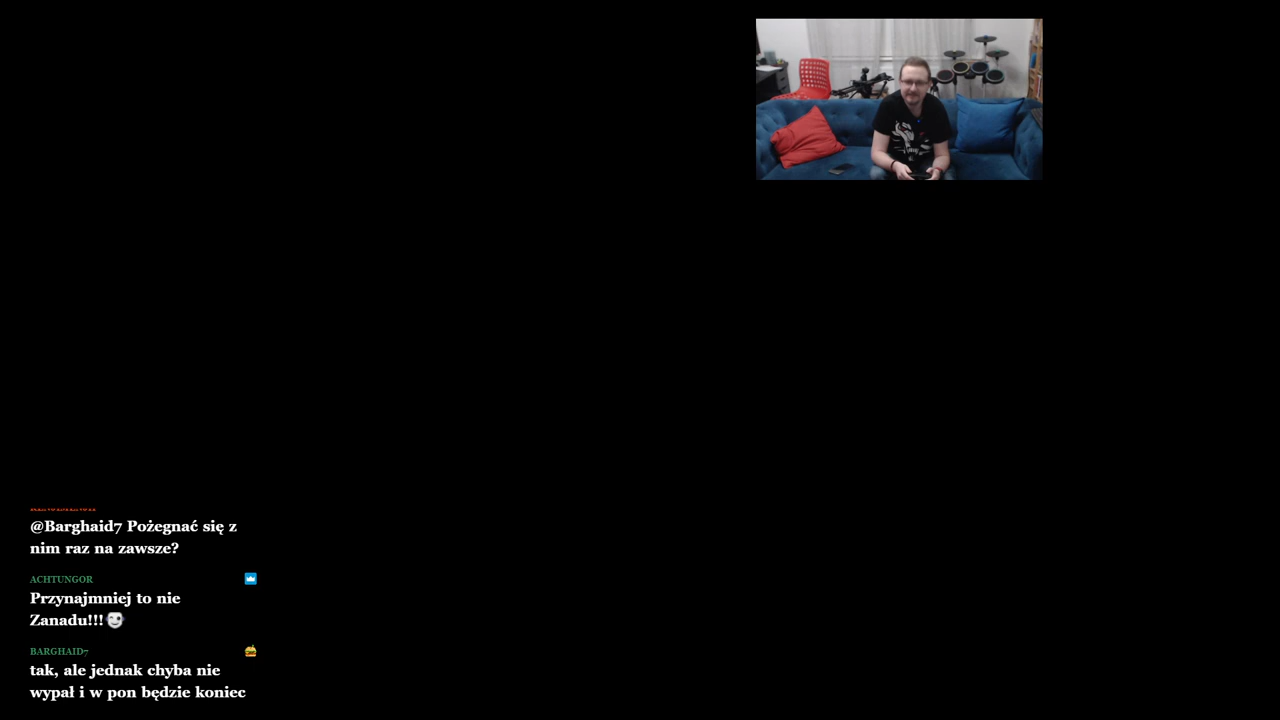 @Barghaid7 Pożegnać się z
nim raz na zawsze?
ACHTUNGOR
Przynajmniej to nie
Zanadu!!!
BARGHAID7
tak, ale jednak chyba nie
wypał i w pon będzie koniec